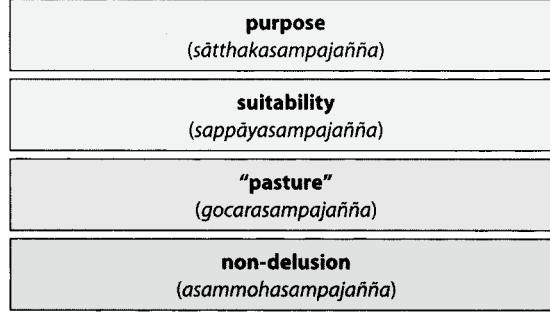 purpose
(sātthakasampajañña)
suitability
(sappāyasampajañña)
"pasture"
(gocarasampajañña)
non-delusion
(asammohasampajañña)